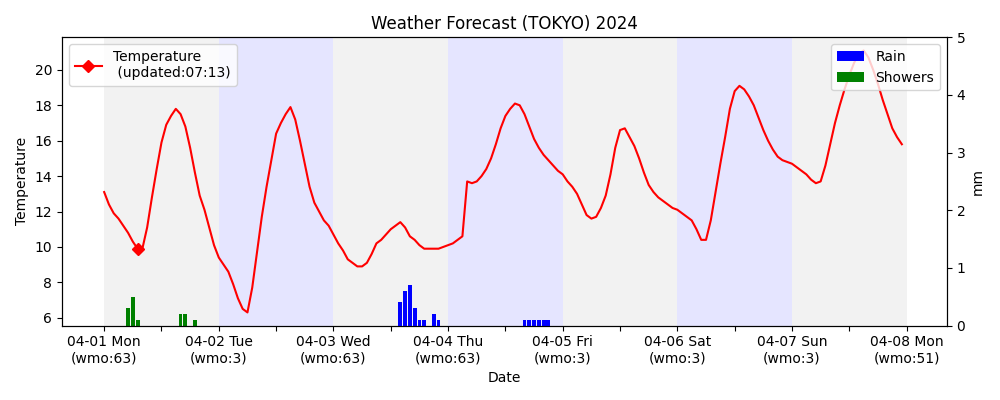 Weather Forecast (TOKYO) 2024
Temperature
(updated:07:13)
Rain
Showers
Temperature
20
18
16
14
12
10
8
6
5
4
3
2
1
0
mm
04-01 Mon
(wmo:63)
04-02 Tue
(wmo:3)
04-03 Wed
(wmo:63)
04-04 Thu
(wmo:63)
04-05 Fri
(wmo:3)
04-06 Sat
(wmo:3)
04-07 Sun
(wmo:3)
04-08 Mon
(wmo:51)
Date